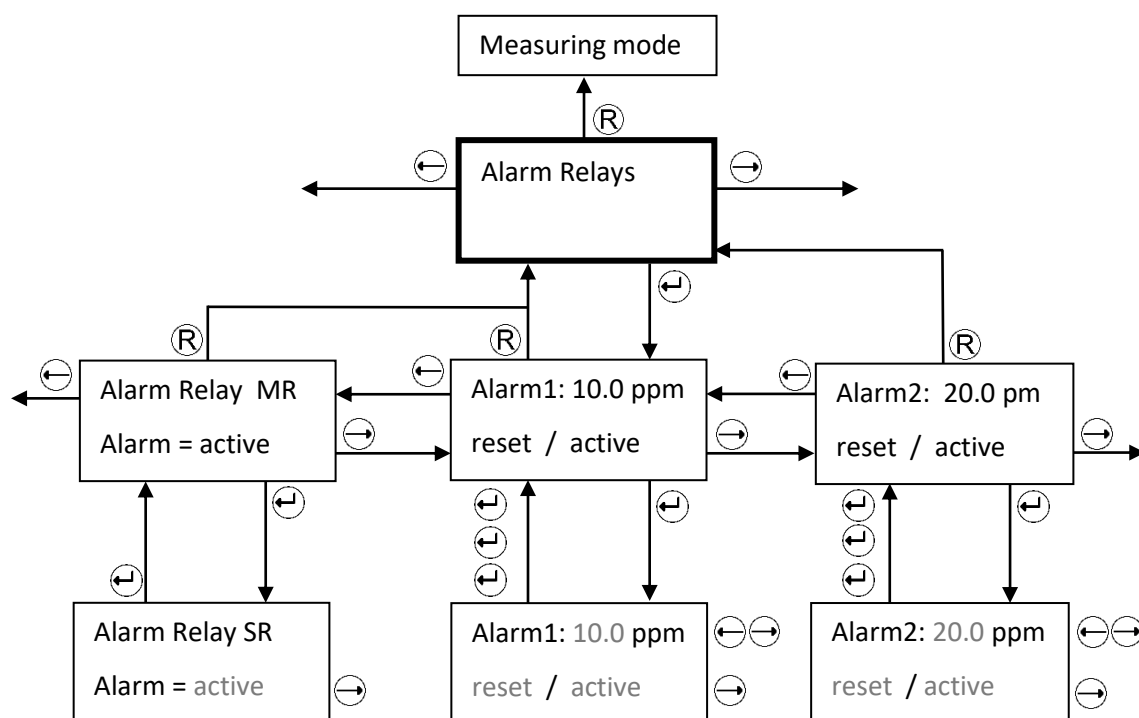 Measuring mode
R
Alarm Relays
R
R
R
Alarm Relay MR
Alarm = active
Alarm1: 10.0 ppm
reset / active
Alarm2: 20.0 pm
reset / active
Alarm Relay SR
Alarm = active
Alarm1: 10.0 ppm
reset / active
Alarm2: 20.0 ppm
reset / active